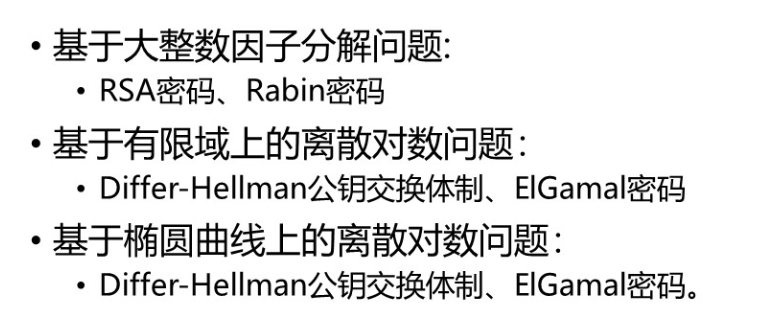 • 基于大整数因子分解问题:
• RSA密码、Rabin密码
• 基于有限域上的离散对数问题：
• Differ-Hellman公钥交换体制、ElGamal密码
• 基于椭圆曲线上的离散对数问题：
• Differ-Hellman公钥交换体制、ElGamal密码。